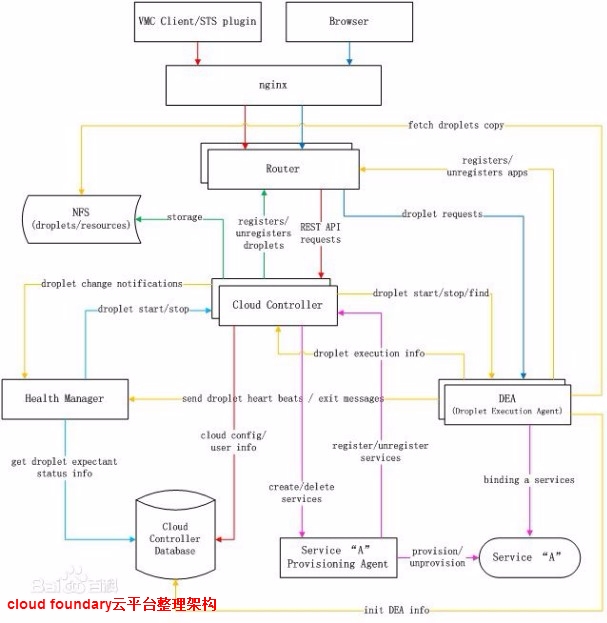 VMC Client/STS plugin
Browser
nginx
fetch droplets copy
Router
registers/
unregisters apps
NFS
(droplets/resources)
storage
registers/
unregisters
droplets
REST API
requests
droplet requests
droplet change notifications
droplet start/stop
Cloud Controller
droplet start/stop/find
droplet execution info
Health Manager
send droplet heart beats / exit messages
DEA
(Droplet Execution Agent)
cloud config/
user info
register/unregister
services
get droplet expectant
status info
create/delete
services
binding a services
Cloud
Controller
Database
Service “A”
Provisioning Agent
provision/
unprovision
Service “A”
Bai百科
cloud foundary云平台整理架构
init DEA info